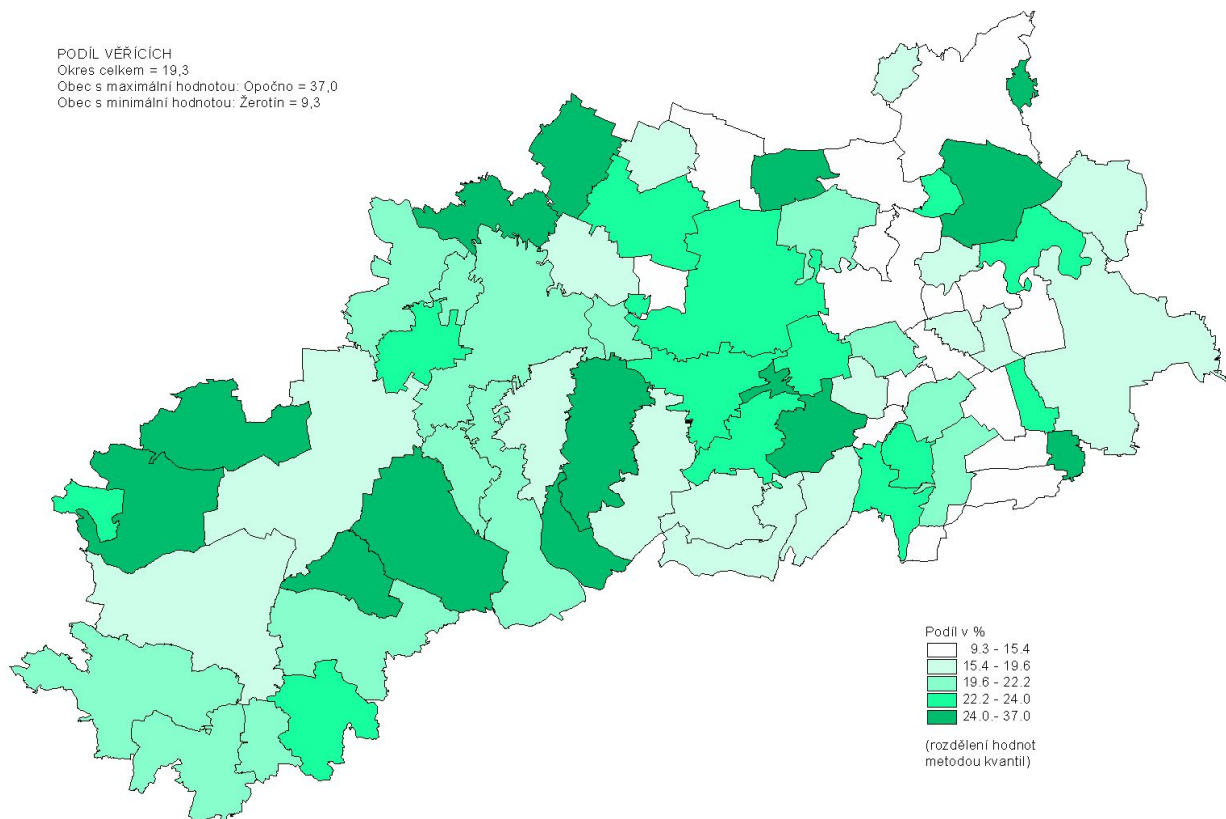 PODÍL VĚŘÍCÍCH
Okres celkem = 19,3
Obec s maximální hodnotou: Opočno = 37,0
Obec s minimální hodnotou: Žerotín = 9,3
Podíl v %
9.3 - 15.4
15.4 - 19.6
19.6 - 22.2
22.2 - 24.0
24.0 - 37.0
(rozdělení hodnot
metodou kvantil)